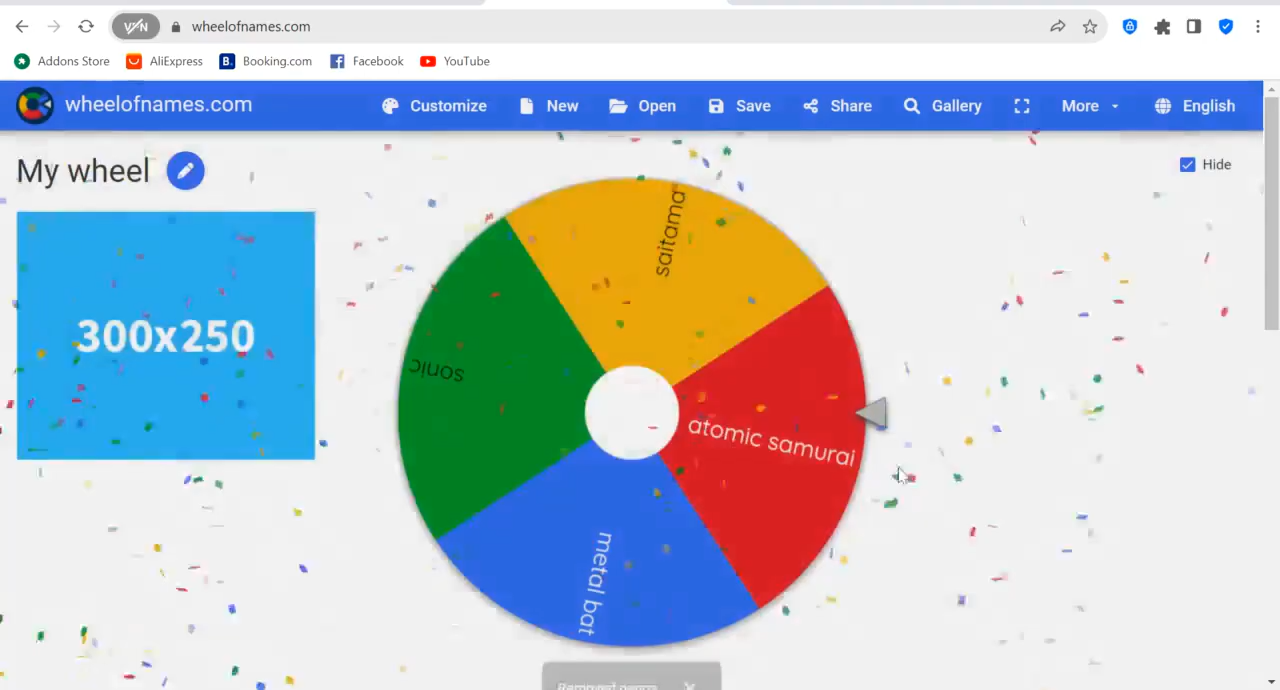 VPN wheelofnames.com
Addons Store AliExpress B. Booking.com Facebook YouTube
wheelofnames.com Customize New Open Save Share Gallery More English
My wheel Hide
300x250
saitama
sonic
atomic samurai
metal bat